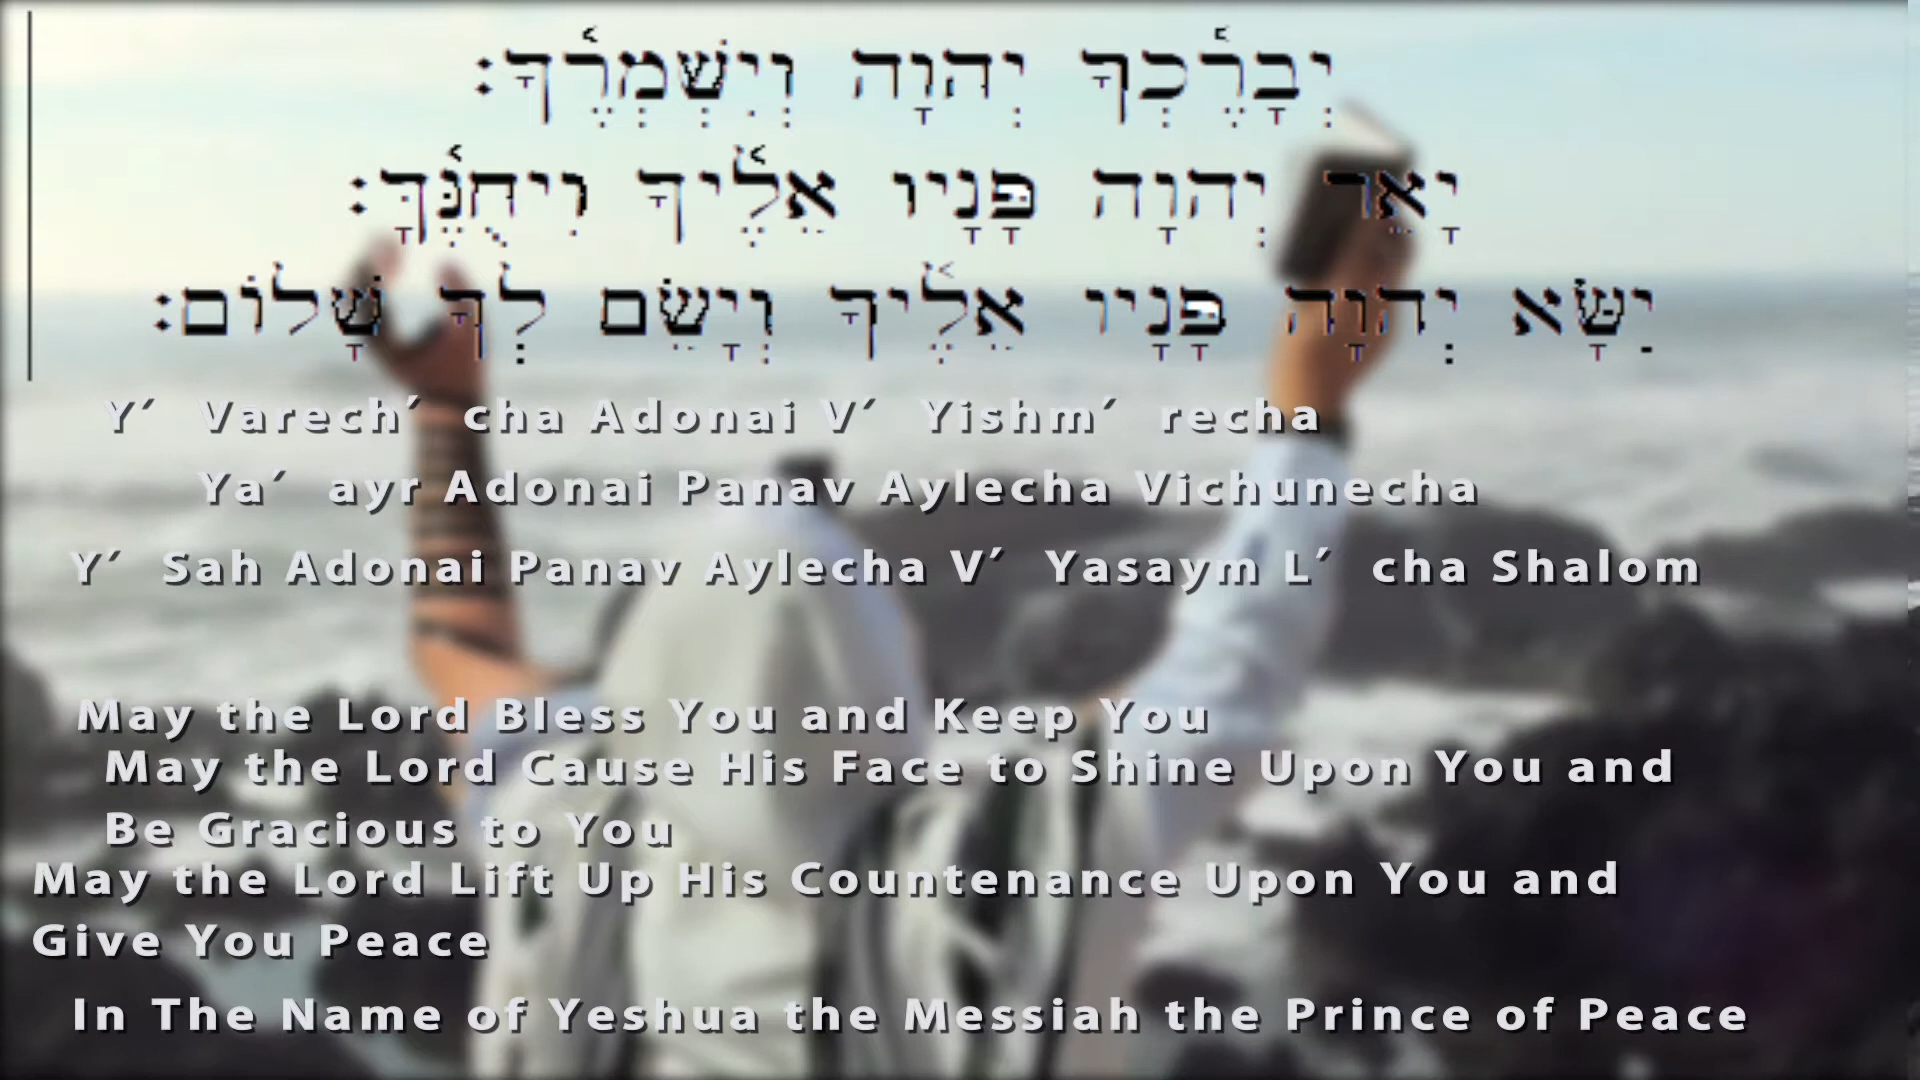 יְבָרֶ֫כְךָ יְהוָה וְיִשְׁמְרֶ֫ךָ׃
יָאֵר יְהוָה פָּנָיו אֵלֶ֫יךָ וִיחֻנֶּ֫ךָּ׃
יִשָּׂא יְהוָה פָּנָיו אֵלֶ֫יךָ וְיָשֵׂם לְךָ שָׁלוֹם׃
Y′ Varech′ cha Adonai V′ Yishm′ recha
Ya′ ayr Adonai Panav Aylecha Vichunecha
Y′ Sah Adonai Panav Aylecha V′ Yasaym L′ cha Shalom
May the Lord Bless You and Keep You
May the Lord Cause His Face to Shine Upon You and
Be Gracious to You
May the Lord Lift Up His Countenance Upon You and
Give You Peace
In The Name of Yeshua the Messiah the Prince of Peace